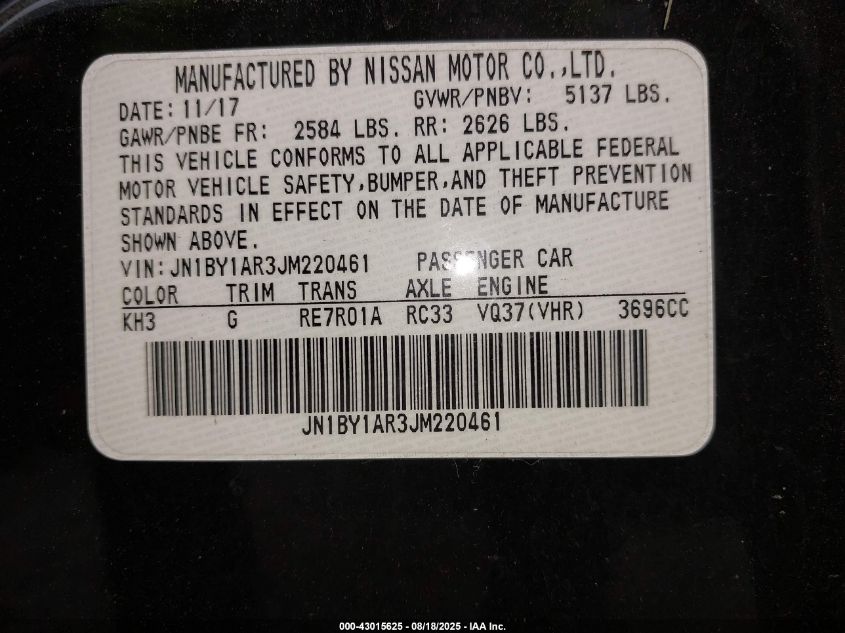 MANUFACTURED BY NISSAN MOTOR CO.,LTD.
DATE: 11/17 GVWR/PNBV: 5137 LBS.
GAWR/PNBE FR: 2584 LBS. RR: 2626 LBS.
THIS VEHICLE CONFORMS TO ALL APPLICABLE FEDERAL
MOTOR VEHICLE SAFETY,BUMPER,AND THEFT PREVENTION
STANDARDS IN EFFECT ON THE DATE OF MANUFACTURE
SHOWN ABOVE.
VIN: JN1BY1AR3JM220461 PASSENGER CAR
COLOR TRIM TRANS AXLE ENGINE
KH3 G RE7R01A RC33 VQ37(VHR) 3696CC
JN1BY1AR3JM220461
000-43015625 - 08/18/2025 - IAA Inc.